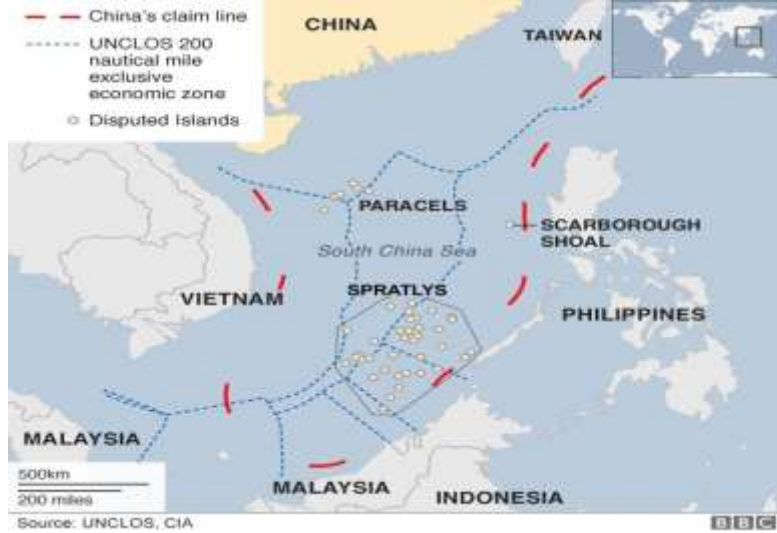 China's claim line
UNCLOS 200
nautical mile
exclusive
economic zone
Disputed Islands
CHINA
TAIWAN
PARACELS
SCARBOROUGH
SHOAL
South China Sea
SPRATLYS
VIETNAM
PHILIPPINES
MALAYSIA
500km
200 miles
MALAYSIA
INDONESIA
Source: UNCLOS, CIA
BBC